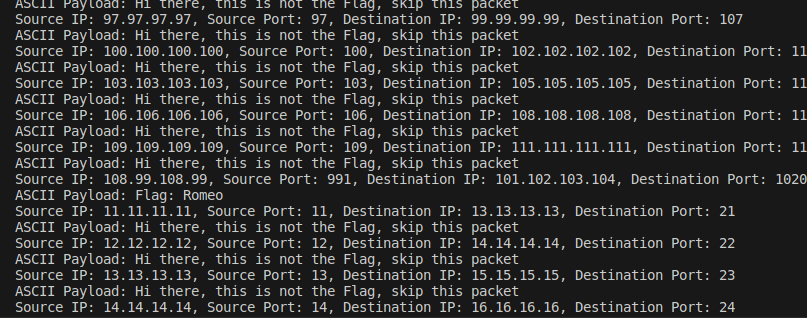 ASCII Payload: Hi there, this is not the Flag, skip this packet
Source IP: 97.97.97.97, Source Port: 97, Destination IP: 99.99.99.99, Destination Port: 107
ASCII Payload: Hi there, this is not the Flag, skip this packet
Source IP: 100.100.100.100, Source Port: 100, Destination IP: 102.102.102.102, Destination Port: 11
ASCII Payload: Hi there, this is not the Flag, skip this packet
Source IP: 103.103.103.103, Source Port: 103, Destination IP: 105.105.105.105, Destination Port: 11
ASCII Payload: Hi there, this is not the Flag, skip this packet
Source IP: 106.106.106.106, Source Port: 106, Destination IP: 108.108.108.108, Destination Port: 11
ASCII Payload: Hi there, this is not the Flag, skip this packet
Source IP: 109.109.109.109, Source Port: 109, Destination IP: 111.111.111.111, Destination Port: 11
ASCII Payload: Hi there, this is not the Flag, skip this packet
Source IP: 108.99.108.99, Source Port: 991, Destination IP: 101.102.103.104, Destination Port: 1020
ASCII Payload: Flag: Romeo
Source IP: 11.11.11.11, Source Port: 11, Destination IP: 13.13.13.13, Destination Port: 21
ASCII Payload: Hi there, this is not the Flag, skip this packet
Source IP: 12.12.12.12, Source Port: 12, Destination IP: 14.14.14.14, Destination Port: 22
ASCII Payload: Hi there, this is not the Flag, skip this packet
Source IP: 13.13.13.13, Source Port: 13, Destination IP: 15.15.15.15, Destination Port: 23
ASCII Payload: Hi there, this is not the Flag, skip this packet
Source IP: 14.14.14.14, Source Port: 14, Destination IP: 16.16.16.16, Destination Port: 24